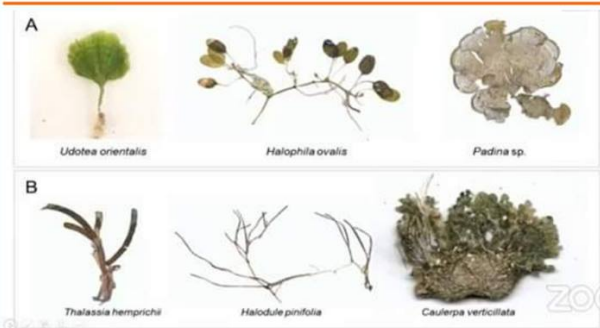 A
Udotea orientalis
Halophila ovalis
Padina sp.
B
Thalassia hemprichii
Halodule pinifolia
Caulerpa verticillata